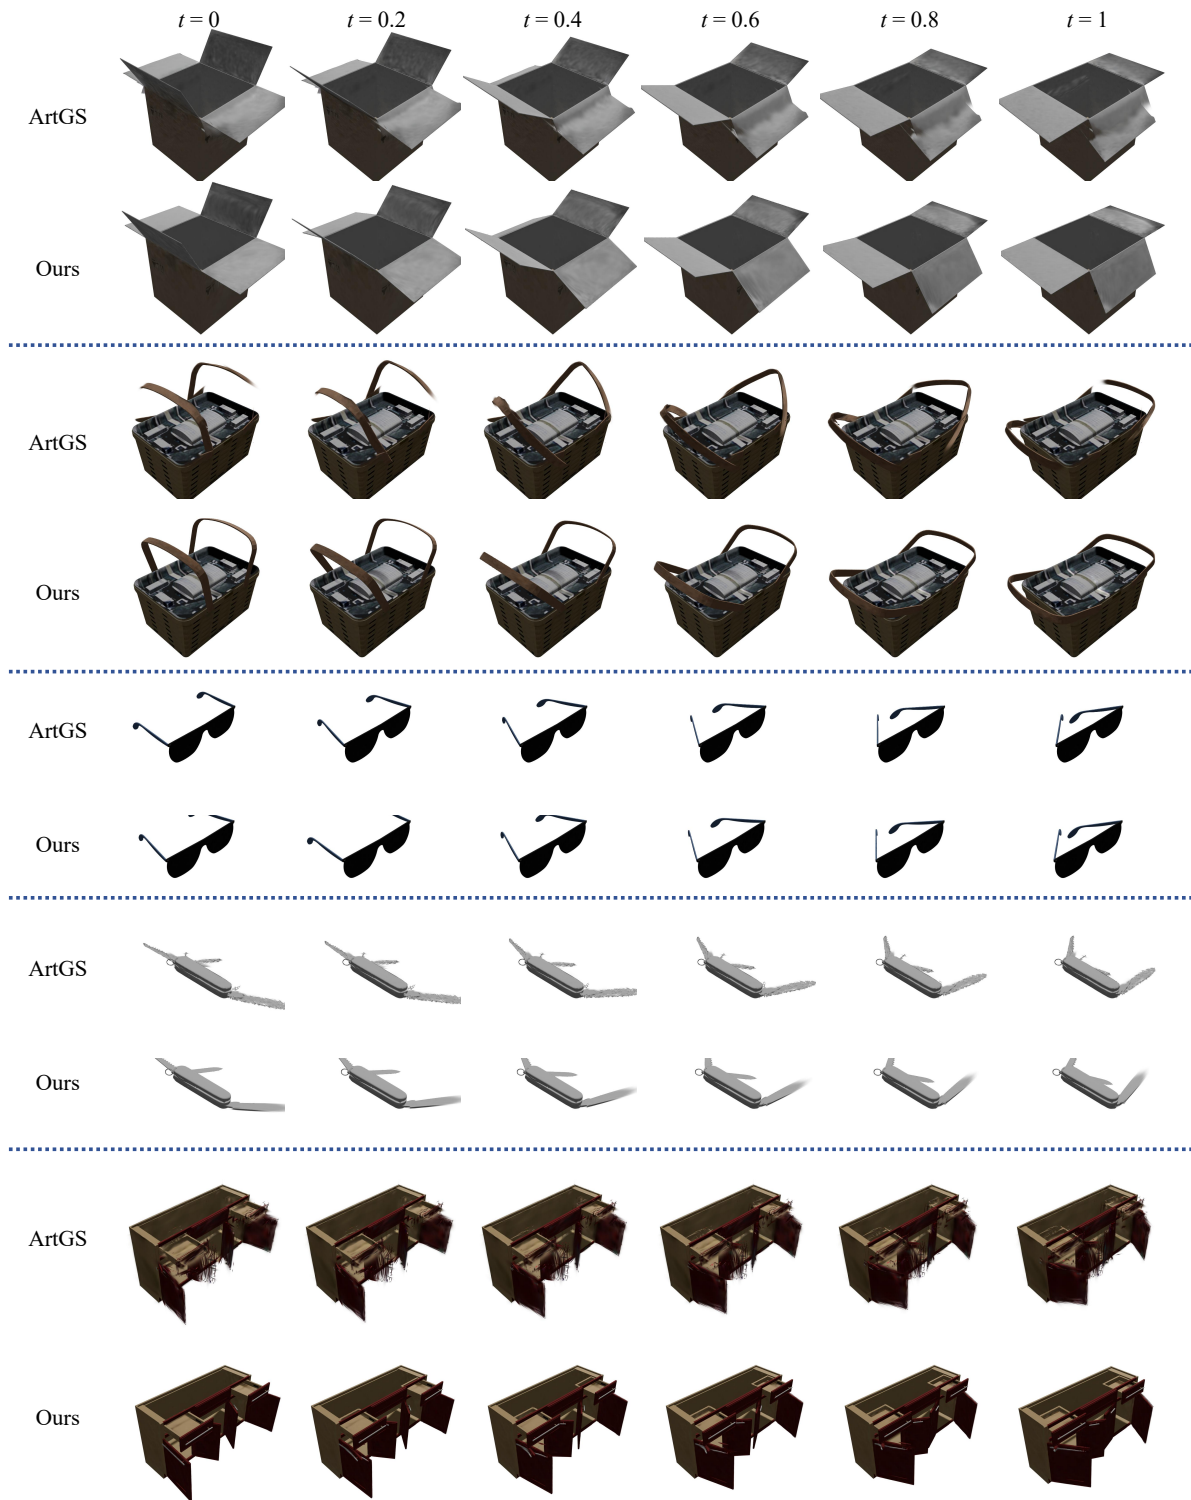 t = 0 t = 0.2 t = 0.4 t = 0.6 t = 0.8 t = 1
ArtGS
Ours
ArtGS
Ours
ArtGS
Ours
ArtGS
Ours
ArtGS
Ours